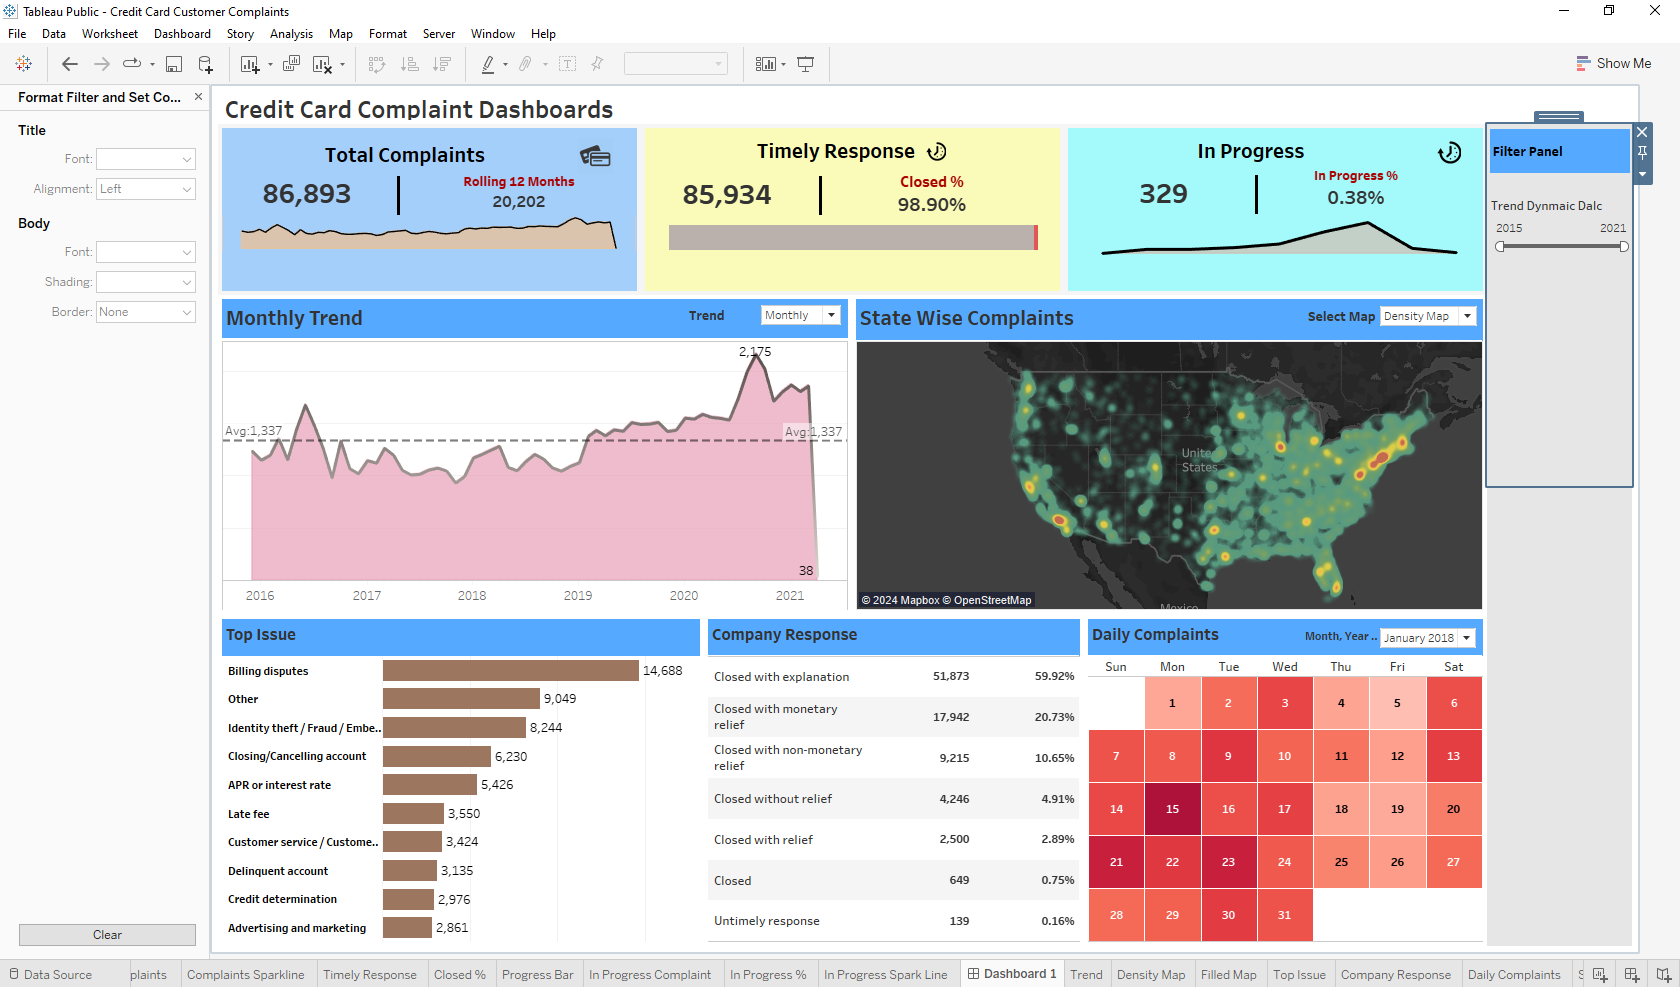 Tableau Public - Credit Card Customer Complaints
File Data Worksheet Dashboard Story Analysis Map Format Server Window Help
Show Me
Format Filter and Set Co...
Title
Font:
Alignment: Left
Body
Font:
Shading:
Border: None
Clear
Credit Card Complaint Dashboards
Total Complaints
86,893
Rolling 12 Months
20,202
Timely Response
85,934
Closed %
98.90%
In Progress
329
In Progress %
0.38%
Filter Panel
Trend Dynmaic Dalc
2015 2021
Monthly Trend
Trend Monthly
2,175
Avg:1,337
Avg:1,337
38
2016 2017 2018 2019 2020 2021
State Wise Complaints
Select Map Density Map
United
States
Mexico
© 2024 Mapbox © OpenStreetMap
Top Issue
Billing disputes 14,688
Other 9,049
Identity theft / Fraud / Embe.. 8,244
Closing/Cancelling account 6,230
APR or interest rate 5,426
Late fee 3,550
Customer service / Custome.. 3,424
Delinquent account 3,135
Credit determination 2,976
Advertising and marketing 2,861
Company Response
Closed with explanation 51,873 59.92%
Closed with monetary
relief 17,942 20.73%
Closed with non-monetary
relief 9,215 10.65%
Closed without relief 4,246 4.91%
Closed with relief 2,500 2.89%
Closed 649 0.75%
Untimely response 139 0.16%
Daily Complaints
Month, Year .. January 2018
Sun Mon Tue Wed Thu Fri Sat
1 2 3 4 5 6
7 8 9 10 11 12 13
14 15 16 17 18 19 20
21 22 23 24 25 26 27
28 29 30 31
Data Source plaints Complaints Sparkline Timely Response Closed % Progress Bar In Progress Complaint In Progress % In Progress Spark Line Dashboard 1 Trend Density Map Filled Map Top Issue Company Response Daily Complaints